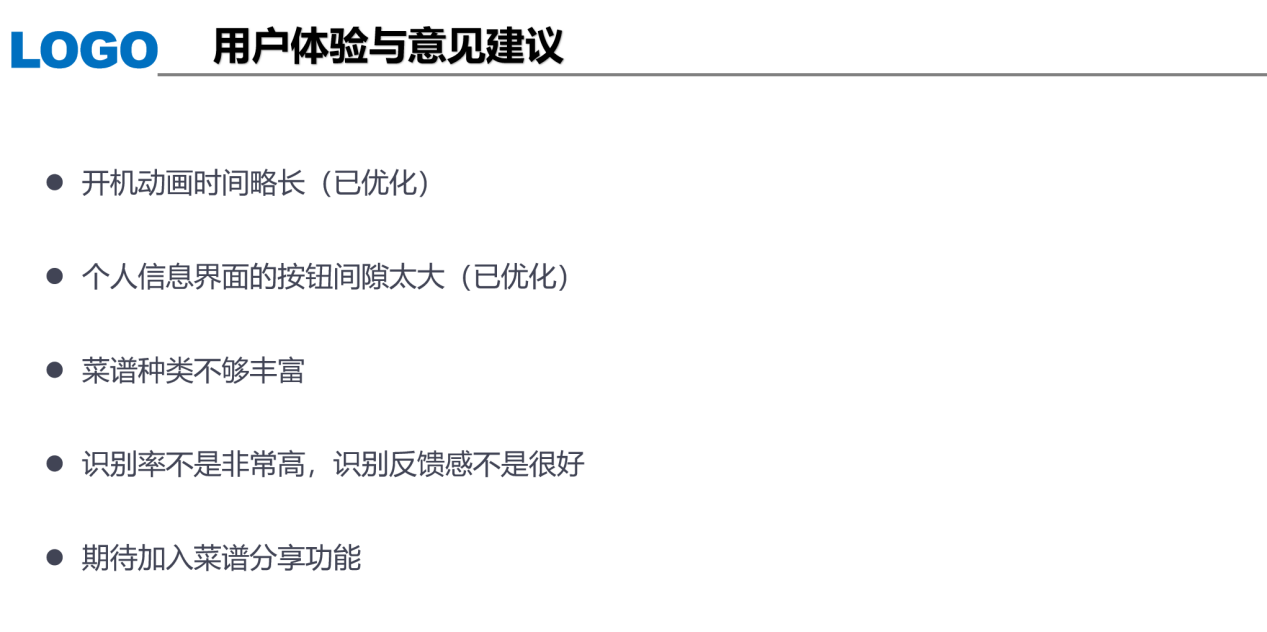 LOGO
用户体验与意见建议
开机动画时间略长（已优化）
个人信息界面的按钮间隙太大（已优化）
菜谱种类不够丰富
识别率不是非常高，识别反馈感不是很好
期待加入菜谱分享功能